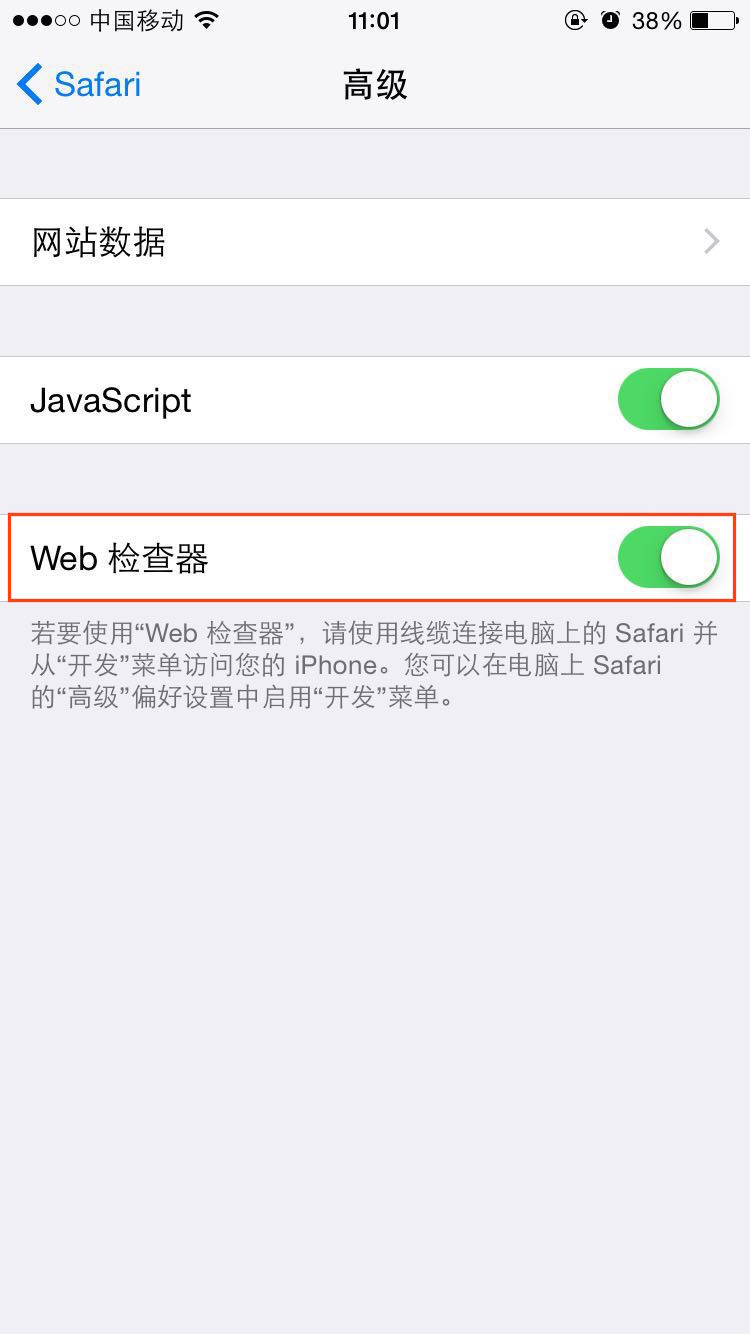 中国移动 11:01 38%
Safari 高级
网站数据
JavaScript
Web 检查器
若要使用“Web 检查器”，请使用线缆连接电脑上的 Safari 并
从“开发”菜单访问您的 iPhone。您可以在电脑上 Safari
的“高级”偏好设置中启用“开发”菜单。